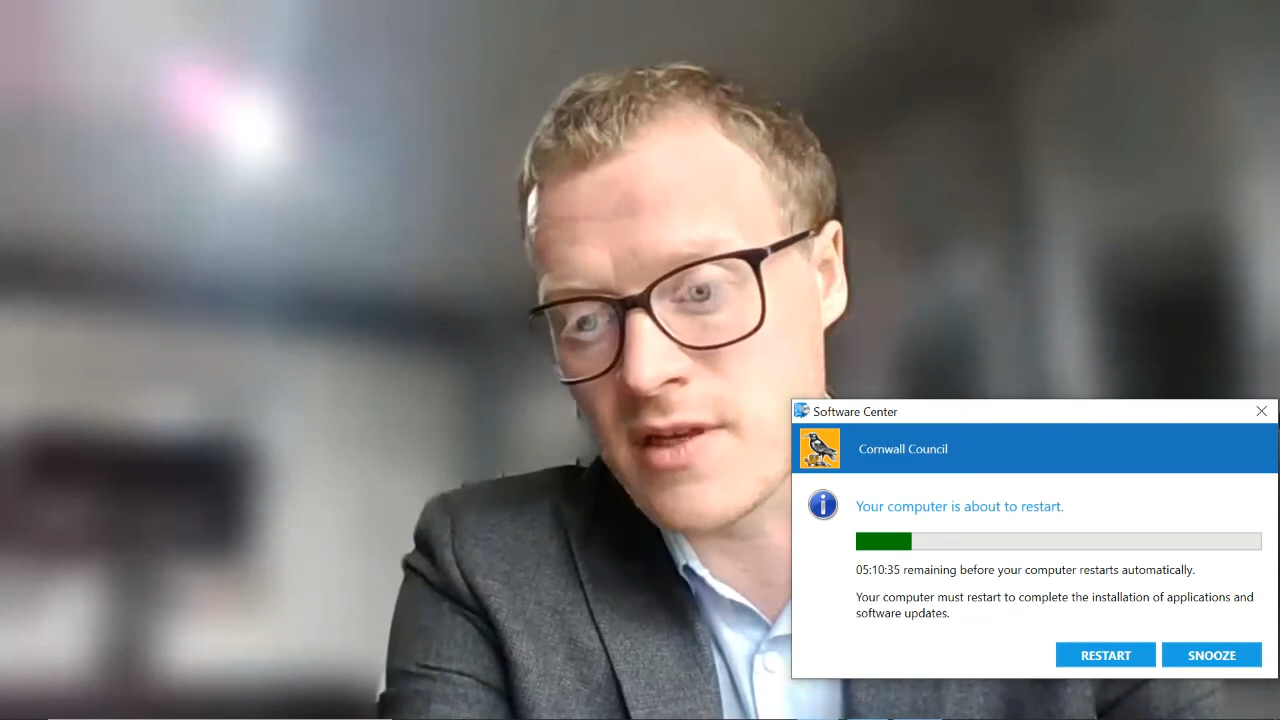 Software Center
Cornwall Council
Your computer is about to restart.
05:10:35 remaining before your computer restarts automatically.
Your computer must restart to complete the installation of applications and
software updates.
RESTART
SNOOZE